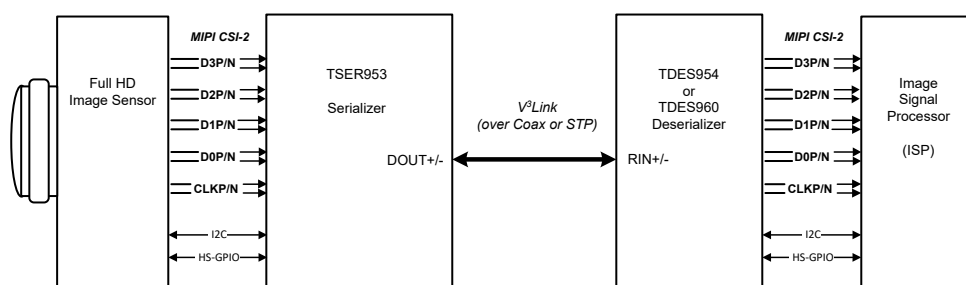 MIPI CSI-2
MIPI CSI-2
Full HD
Image Sensor
D3P/N
D2P/N
D1P/N
D0P/N
CLKP/N
I2C
HS-GPIO
TSER953
Serializer
DOUT+/-
V³Link
(over Coax or STP)
TDES954
or
TDES960
Deserializer
RIN+/-
D3P/N
D2P/N
D1P/N
D0P/N
CLKP/N
I2C
HS-GPIO
Image
Signal
Processor
(ISP)